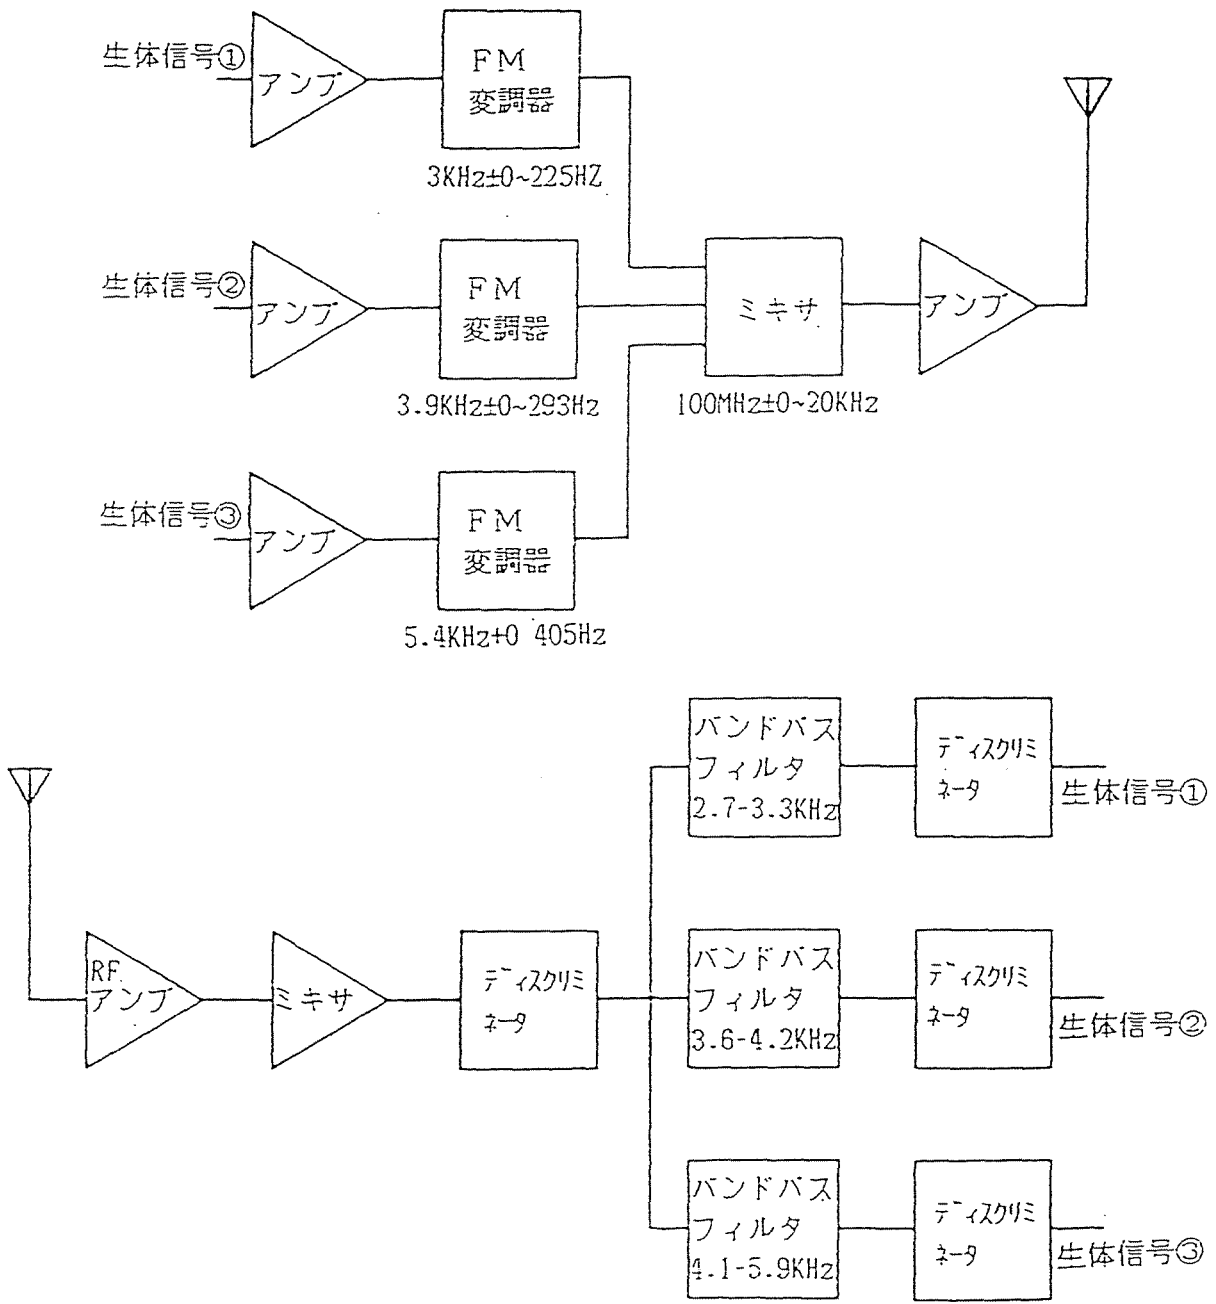 生体信号①
アンプ
FM
変調器
3KHz±0~225HZ
生体信号②
アンプ
FM
変調器
3.9KHz±0~293Hz
ミキサ
100MHz±0~20KHz
アンプ
生体信号③
アンプ
FM
変調器
5.4KHz+0 405Hz
バンドパス
フィルタ
2.7-3.3KHz
ディスクリミ
ネータ
生体信号①
RF
アンプ
ミキサ
ディスクリミ
ネータ
バンドパス
フィルタ
3.6-4.2KHz
ディスクリミ
ネータ
生体信号②
バンドパス
フィルタ
4.1-5.9KHz
ディスクリミ
ネータ
生体信号③